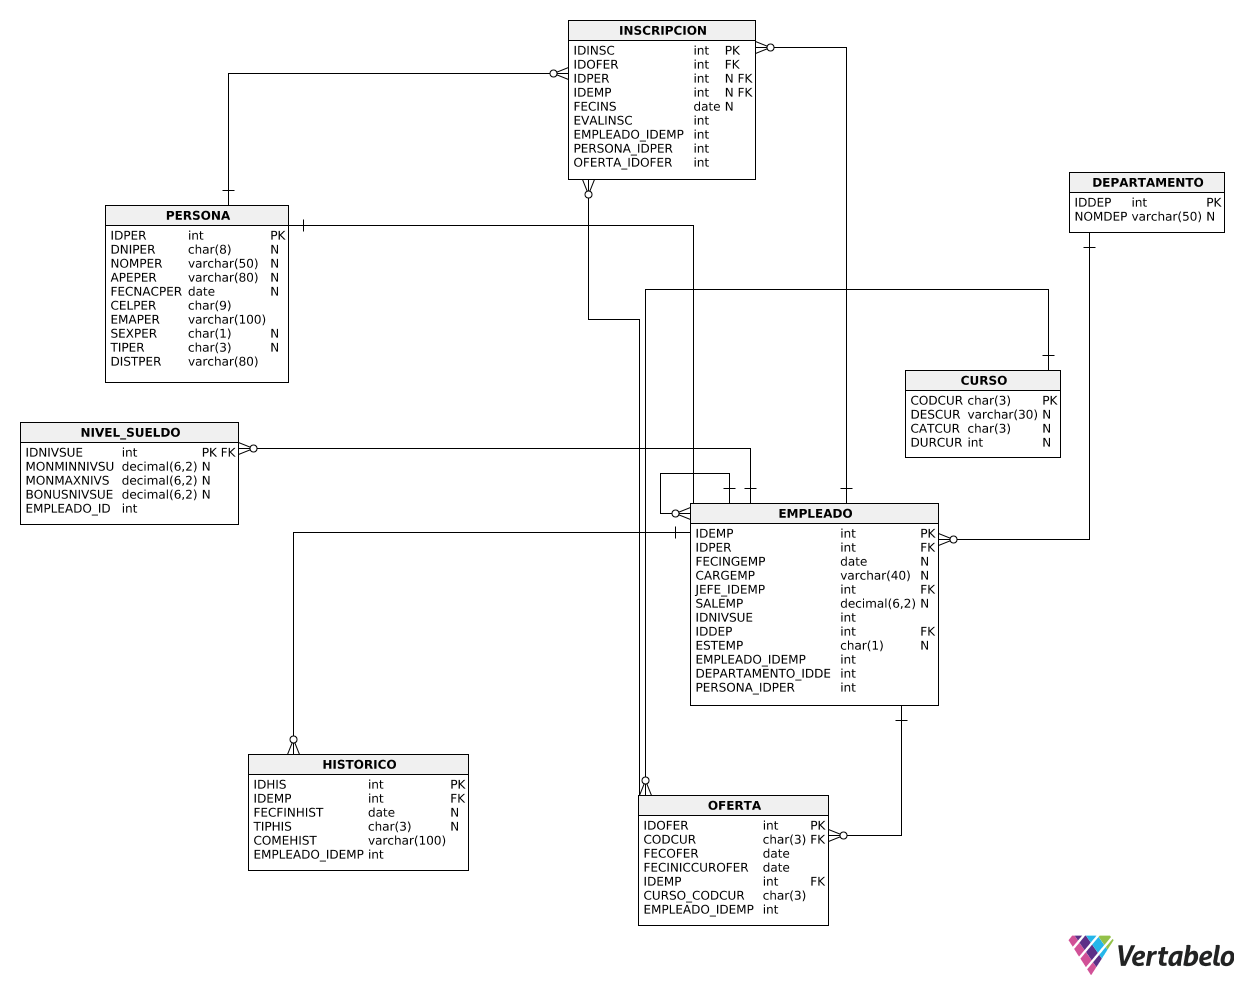 INSCRIPCION
IDINSC int PK
IDOFER int FK
IDPER int N FK
IDEMP int N FK
FECINS date N
EVALINSC int
EMPLEADO_IDEMP int
PERSONA_IDPER int
OFERTA_IDOFER int
DEPARTAMENTO
IDDEP int PK
NOMDEP varchar(50) N
PERSONA
IDPER int PK
DNIPER char(8) N
NOMPER varchar(50) N
APEPER varchar(80) N
FECNACPER date N
CELPER char(9)
EMAPER varchar(100)
SEXPER char(1) N
TIPER char(3) N
DISTPER varchar(80)
CURSO
CODCUR char(3) PK
DESCUR varchar(30) N
CATCUR char(3) N
DURCUR int N
NIVEL_SUELDO
IDNIVSUE int PK FK
MONMINNIVSU decimal(6,2) N
MONMAXNIVS decimal(6,2) N
BONUSNIVSUE decimal(6,2) N
EMPLEADO_ID int
EMPLEADO
IDEMP int PK
IDPER int FK
FECINGEMP date N
CARGEMP varchar(40) N
JEFE_IDEMP int FK
SALEMP decimal(6,2) N
IDNIVSUE int
IDDEP int FK
ESTEMP char(1) N
EMPLEADO_IDEMP int
DEPARTAMENTO_IDDE int
PERSONA_IDPER int
HISTORICO
IDHIS int PK
IDEMP int FK
FECFINHIST date N
TIPHIS char(3) N
COMEHIST varchar(100)
EMPLEADO_IDEMP int
OFERTA
IDOFER int PK
CODCUR char(3) FK
FECOFER date
FECINICCUROFER date
IDEMP int FK
CURSO_CODCUR char(3)
EMPLEADO_IDEMP int
Vertabelo